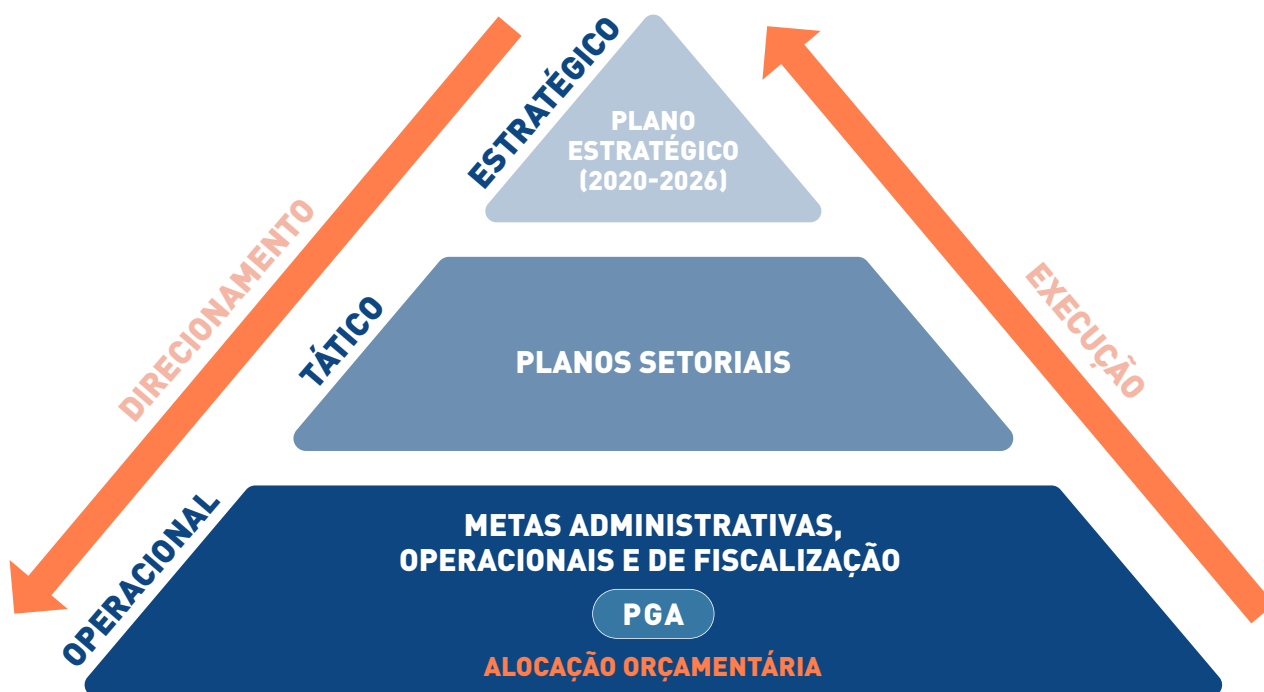 ESTRATÉGICO
PLANO
ESTRATÉGICO
(2020-2026)
DIRECIONAMENTO
EXECUÇÃO
TÁTICO
PLANOS SETORIAIS
OPERACIONAL
METAS ADMINISTRATIVAS,
OPERACIONAIS E DE FISCALIZAÇÃO
PGA
ALOCAÇÃO ORÇAMENTÁRIA